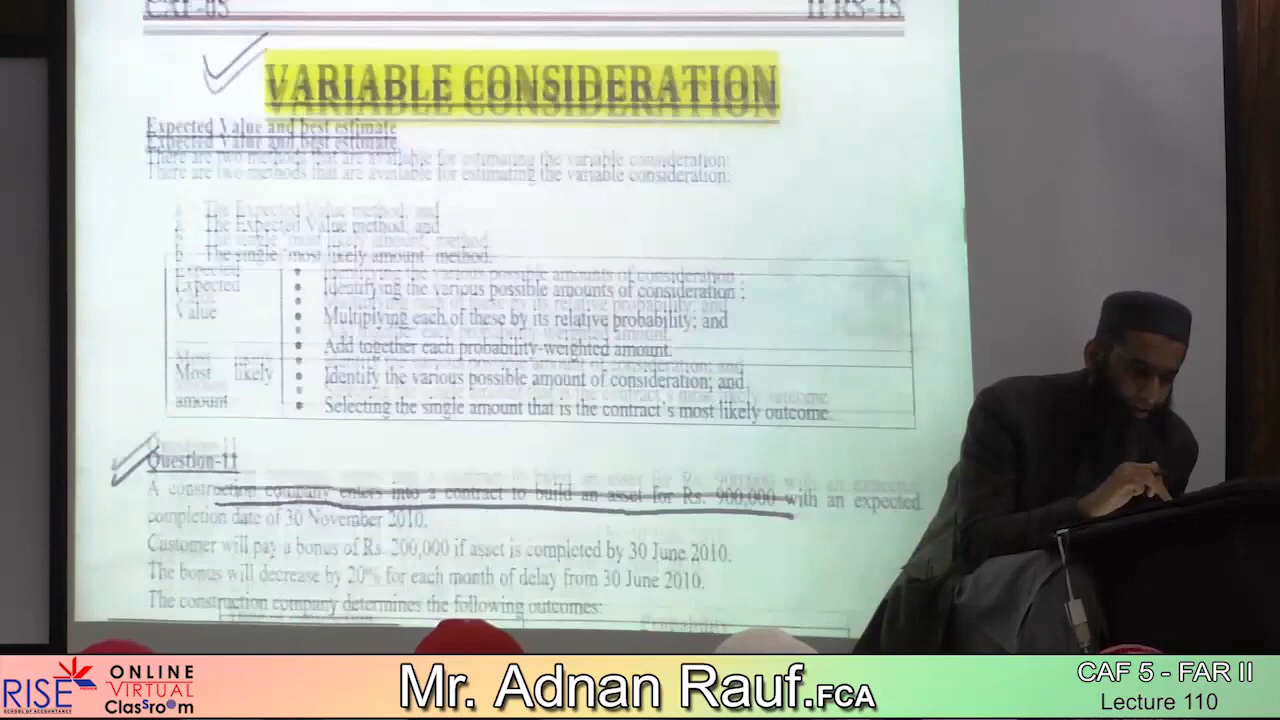 CAF-05 IFRS-15
VARIABLE CONSIDERATION
Expected Value and best estimate
There are two methods that are available for estimating the variable consideration:
a. The Expected Value method, and
b. The single 'most likely amount' method.
Expected Value
• Identifying the various possible amounts of consideration ;
• Multiplying each of these by its relative probability; and
• Add together each probability-weighted amount.
Most likely amount
• Identify the various possible amount of consideration; and
• Selecting the single amount that is the contract's most likely outcome.
Question-11
A construction company enters into a contract to build an asset for Rs. 900,000 with an expected
completion date of 30 November 2010.
Customer will pay a bonus of Rs. 200,000 if asset is completed by 30 June 2010.
The bonus will decrease by 20% for each month of delay from 30 June 2010.
The construction company determines the following outcomes:
Probability
RISE
SCHOOL OF ACCOUNTANCY
ONLINE
VIRTUAL
Classroom
Mr. Adnan Rauf.FCA
CAF 5 - FAR II
Lecture 110